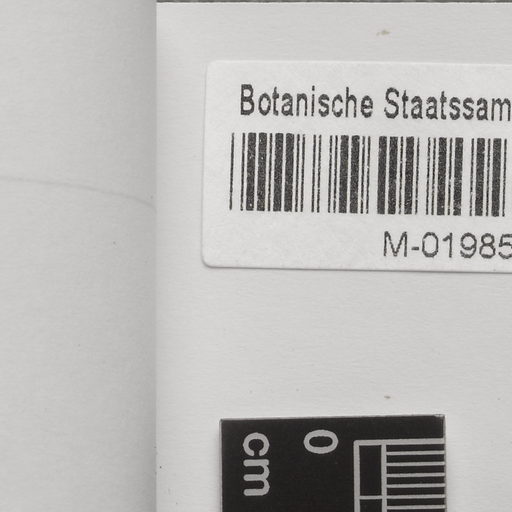 Botanische Staatssam
M-01985
0
cm